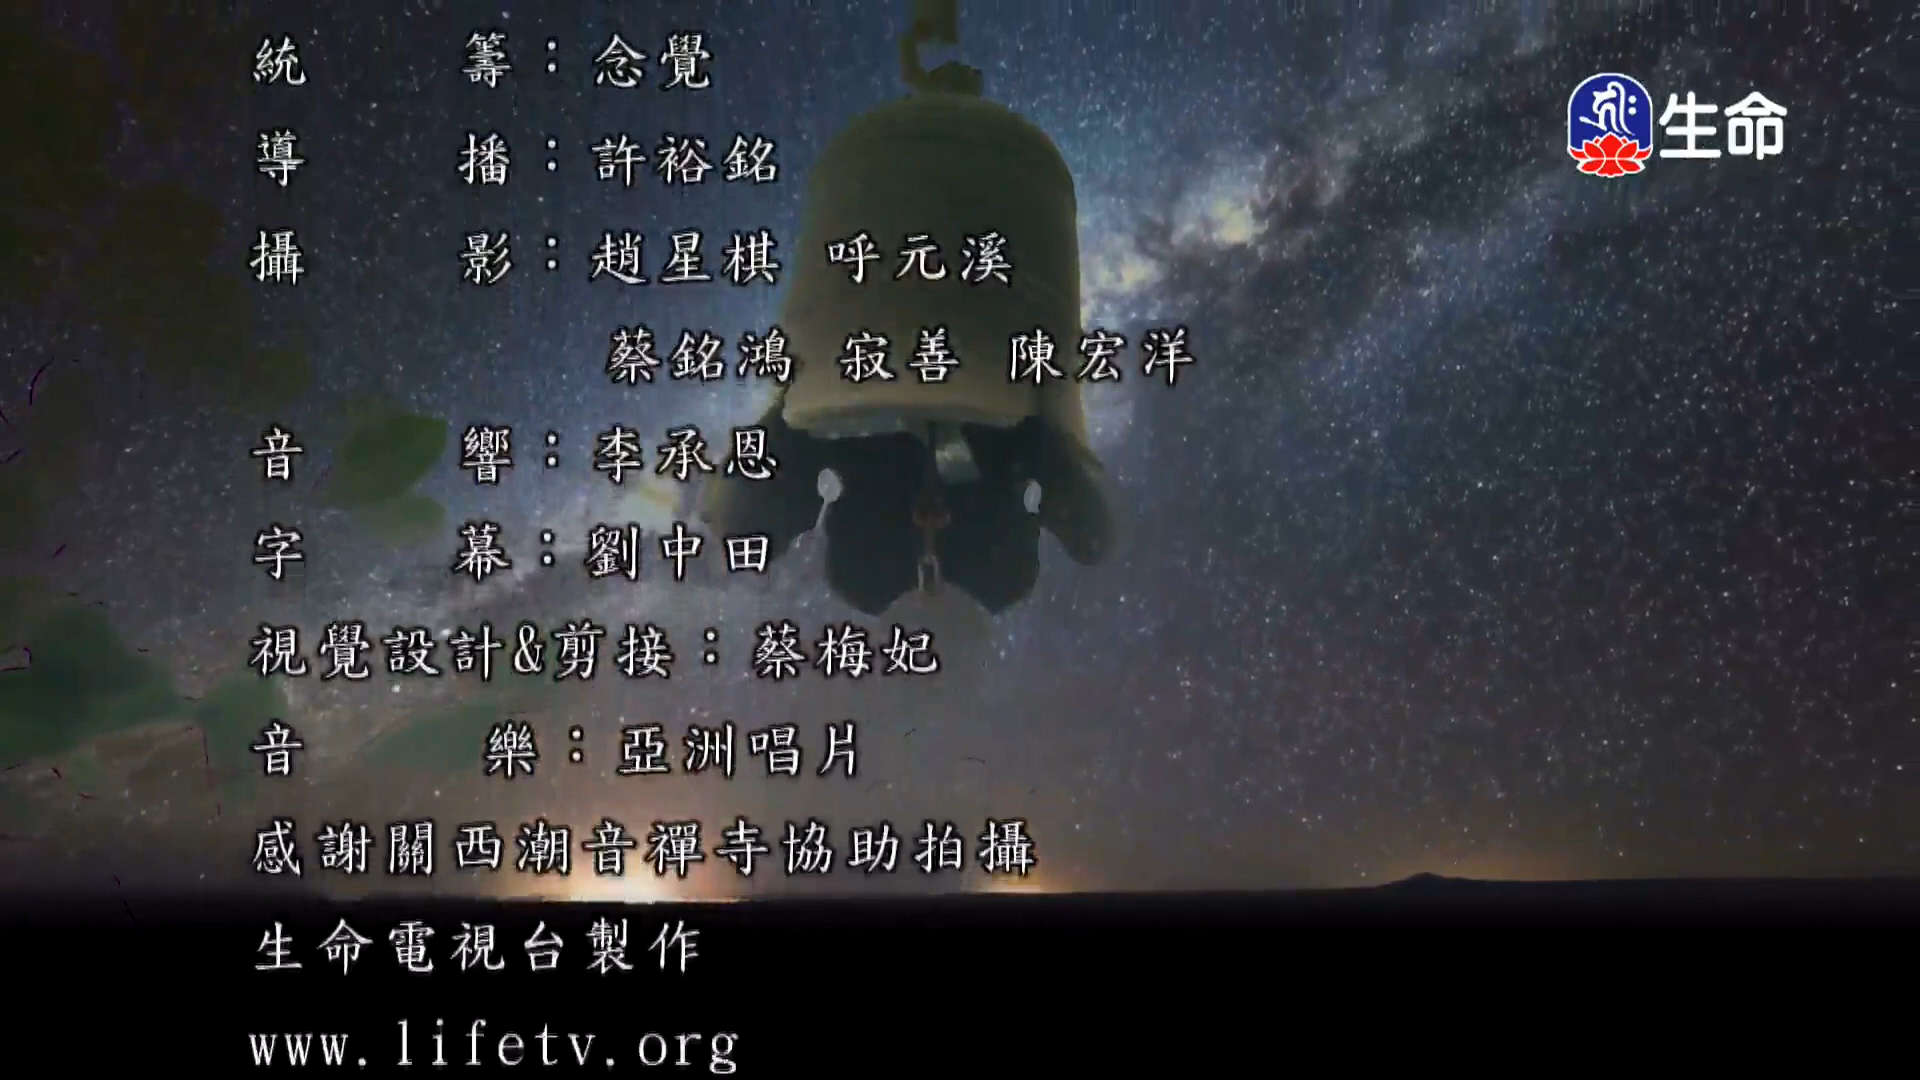 統　　籌：念覺
生命
導　　播：許裕銘
攝　　影：趙星棋 呼元溪
蔡銘鴻 寂善 陳宏洋
音　　響：李承恩
字　　幕：劉中田
視覺設計&剪接：蔡梅妃
音　　樂：亞洲唱片
感謝關西潮音禪寺協助拍攝
生命電視台製作
www.lifetv.org